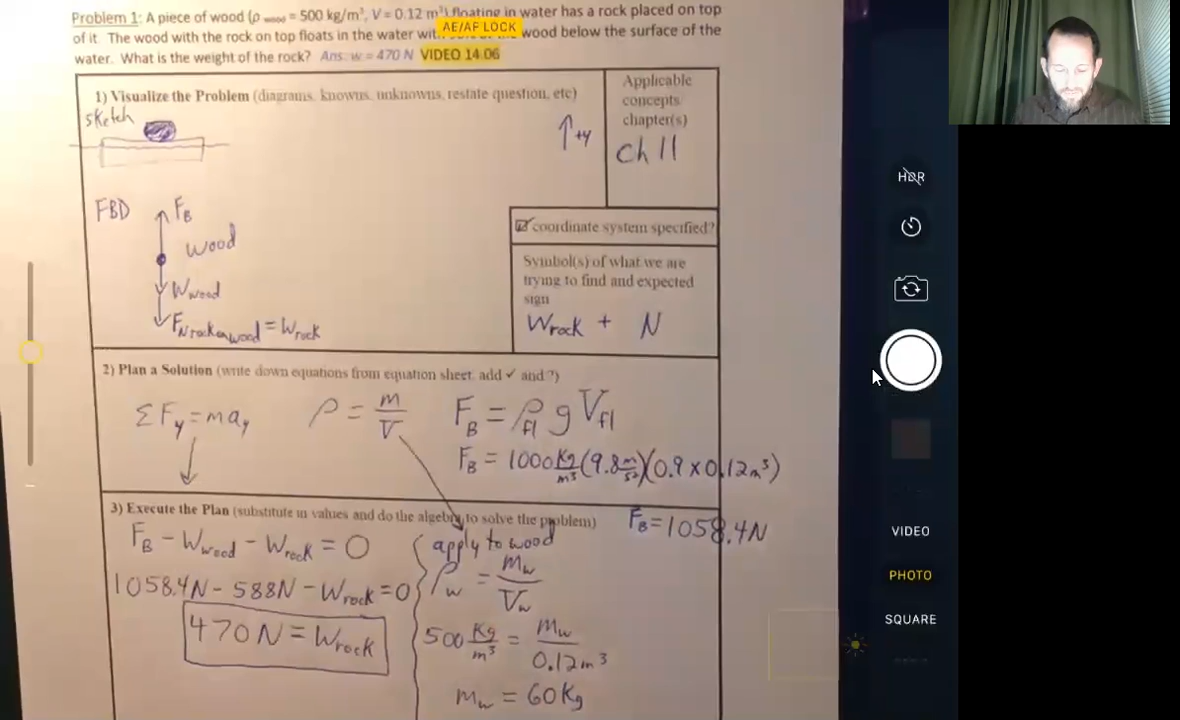 Problem 1: A piece of wood (ρ wood = 500 kg/m³, V = 0.12 m³) floating in water has a rock placed on top
AE/AF LOCK
of it. The wood with the rock on top floats in the water wood below the surface of the
water. What is the weight of the rock? Ans: w = 470 N VIDEO 14:06
1) Visualize the Problem (diagrams, knowns, unknowns, restate question, etc)
Applicable
concepts
chapter(s)
Ch 11
sketch
↑+y
FBD
F_B
Wood
W_wood
F_N rock on wood = W_rock
☑ coordinate system specified?
Symbol(s) of what we are
trying to find and expected
sign
W_rock + N
2) Plan a Solution (write down equations from equation sheet, add ✓ and ?)
ΣF_y = ma_y ρ = m/V F_B = ρ_fl g V_fl
F_B = 1000 kg/m³ (9.8 m/s²)(0.9 x 0.12m³)
3) Execute the Plan (substitute in values and do the algebra to solve the problem)
F_B = 1058.4N
F_B - W_wood - W_rock = 0
1058.4N - 588N - W_rock = 0
470N = W_rock
apply to wood
ρ_w = m_w/V_w
500 kg/m³ = m_w/0.12m³
m_w = 60 kg
HDR
VIDEO
PHOTO
SQUARE